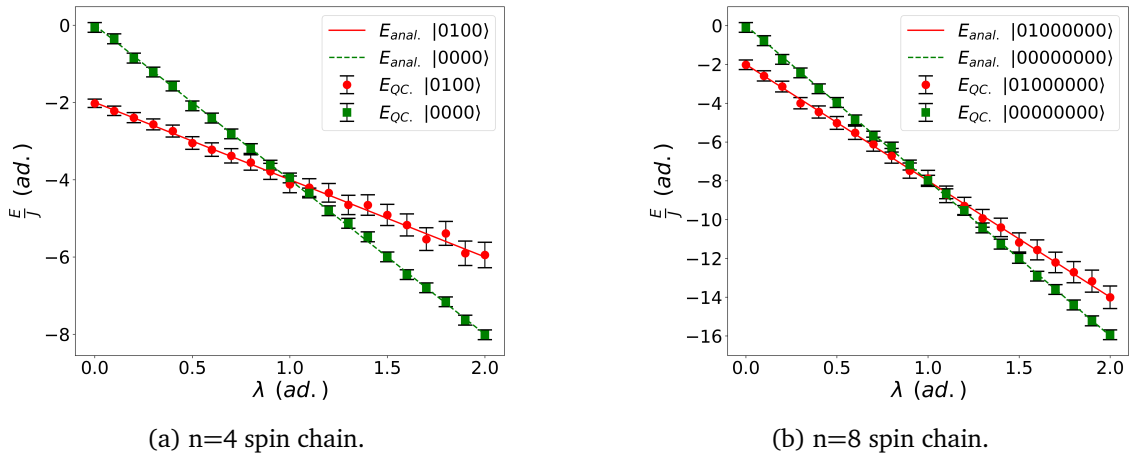 E_anal. |0100⟩
E_anal. |0000⟩
E_QC. |0100⟩
E_QC. |0000⟩
0
−2
−4
−6
−8
E/J (ad.)
0.0 0.5 1.0 1.5 2.0
λ (ad.)
(a) n=4 spin chain.
E_anal. |01000000⟩
E_anal. |00000000⟩
E_QC. |01000000⟩
E_QC. |00000000⟩
0
−2
−4
−6
−8
−10
−12
−14
−16
E/J (ad.)
0.0 0.5 1.0 1.5 2.0
λ (ad.)
(b) n=8 spin chain.